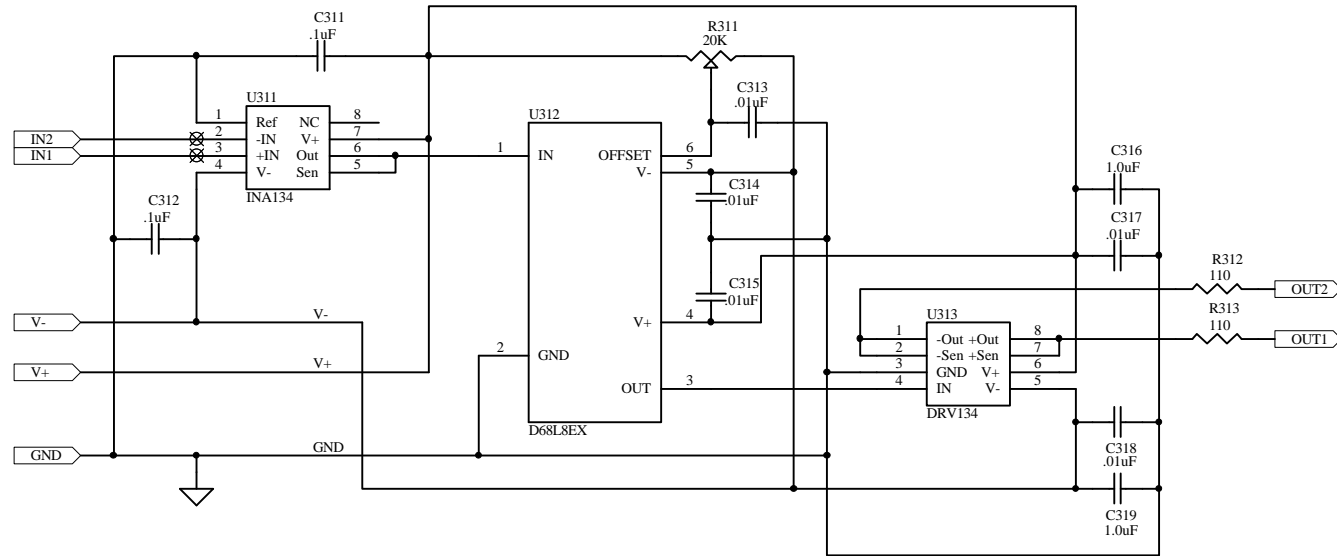 C311
.1uF
R311
20K
C313
.01uF
U311
1 Ref NC 8
2 -IN V+ 7
3 +IN Out 6
4 V- Sen 5
INA134
IN2
IN1
C312
.1uF
U312
1 IN
OFFSET 6
V- 5
C314
.01uF
C315
.01uF
V+ 4
2 GND
OUT 3
D68L8EX
C316
1.0uF
C317
.01uF
R312
110
OUT2
R313
110
OUT1
U313
1 -Out +Out 8
2 -Sen +Sen 7
3 GND V+ 6
4 IN V- 5
DRV134
C318
.01uF
C319
1.0uF
V- V-
V+ V+
GND GND